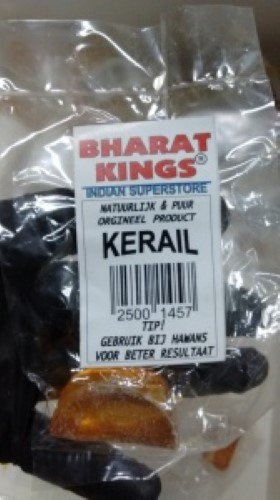 BHARAT
KINGS®
INDIAN SUPERSTORE
NATUURLIJK & PUUR
ORGINEEL PRODUCT
KERAIL
2500 1457
TIP!
GEBRUIK BIJ HAWANS
VOOR BETER RESULTAAT